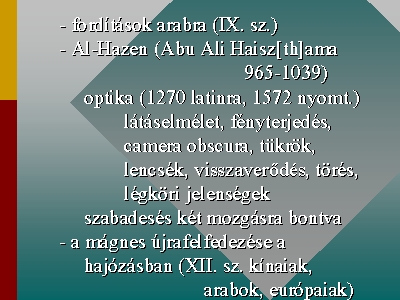 - fordítások arabra (IX. sz.)
- Al-Hazen (Abu Ali Haisz[th]ama
965-1039)
optika (1270 latinra, 1572 nyomt.)
látáselmélet, fényterjedés,
camera obscura, tükrök,
lencsék, visszaverődés, törés,
légköri jelenségek
szabadesés két mozgásra bontva
- a mágnes újrafelfedezése a
hajózásban (XII. sz. kínaiak,
arabok, európaiak)